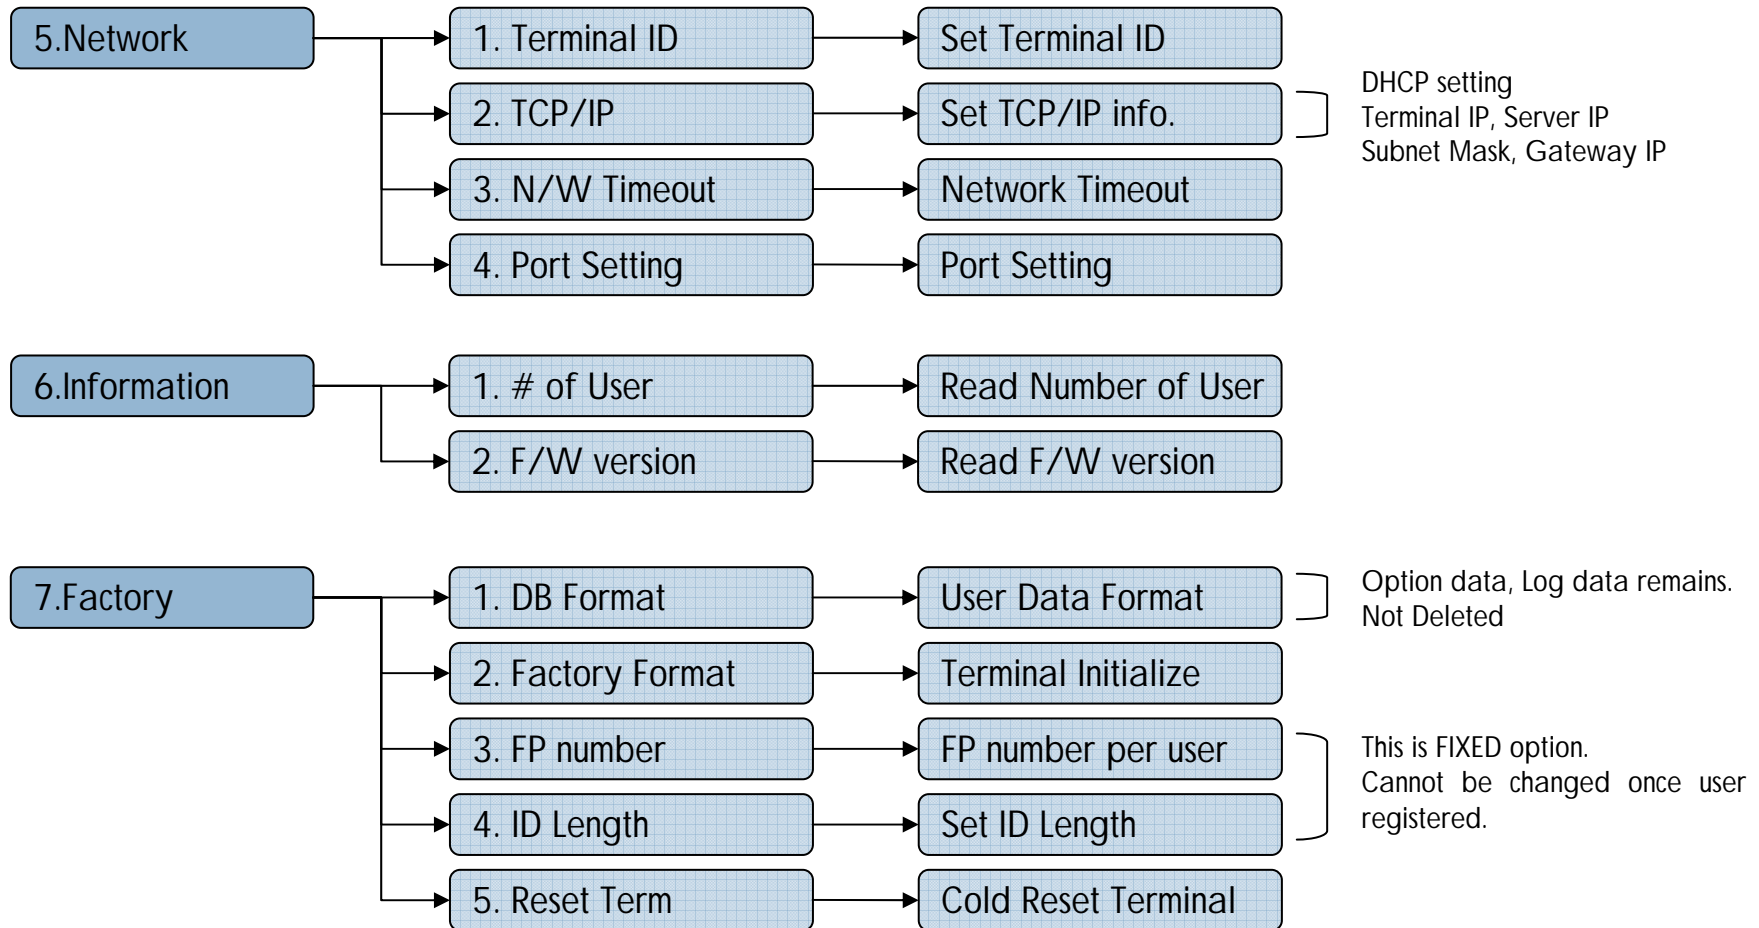 5.Network
1. Terminal ID
Set Terminal ID
2. TCP/IP
Set TCP/IP info.
DHCP setting
Terminal IP, Server IP
Subnet Mask, Gateway IP
3. N/W Timeout
Network Timeout
4. Port Setting
Port Setting
6.Information
1. # of User
Read Number of User
2. F/W version
Read F/W version
7.Factory
1. DB Format
User Data Format
Option data, Log data remains.
Not Deleted
2. Factory Format
Terminal Initialize
3. FP number
FP number per user
This is FIXED option.
Cannot be changed once user
registered.
4. ID Length
Set ID Length
5. Reset Term
Cold Reset Terminal